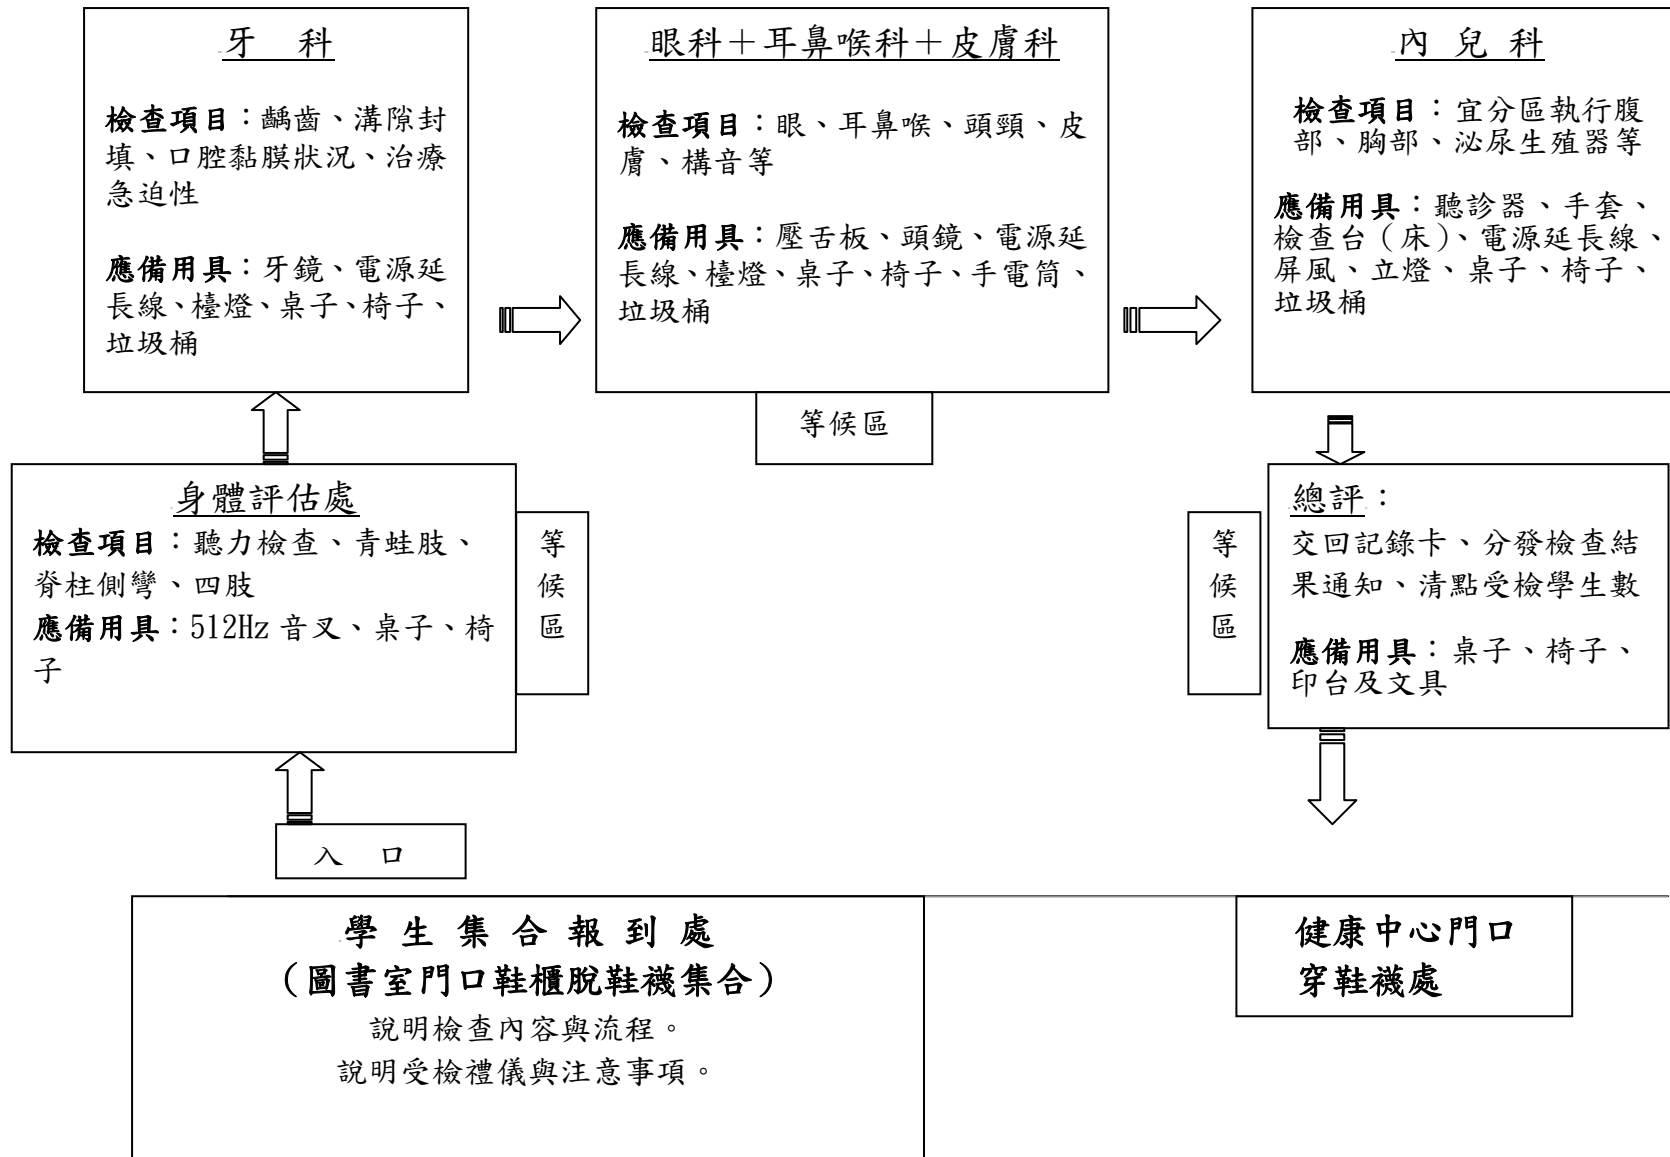 牙 科
檢查項目：齲齒、溝隙封
填、口腔黏膜狀況、治療
急迫性
應備用具：牙鏡、電源延
長線、檯燈、桌子、椅子、
垃圾桶
眼科＋耳鼻喉科＋皮膚科
檢查項目：眼、耳鼻喉、頭頸、皮
膚、構音等
應備用具：壓舌板、頭鏡、電源延
長線、檯燈、桌子、椅子、手電筒、
垃圾桶
等候區
內 兒 科
檢查項目：宜分區執行腹
部、胸部、泌尿生殖器等
應備用具：聽診器、手套、
檢查台（床）、電源延長線、
屏風、立燈、桌子、椅子、
垃圾桶
身體評估處
檢查項目：聽力檢查、青蛙肢、
脊柱側彎、四肢
應備用具：512Hz 音叉、桌子、椅
子
等
候
區
等
候
區
總評：
交回記錄卡、分發檢查結
果通知、清點受檢學生數
應備用具：桌子、椅子、
印台及文具
入 口
學 生 集 合 報 到 處
（圖書室門口鞋櫃脫鞋襪集合）
說明檢查內容與流程。
說明受檢禮儀與注意事項。
健康中心門口
穿鞋襪處